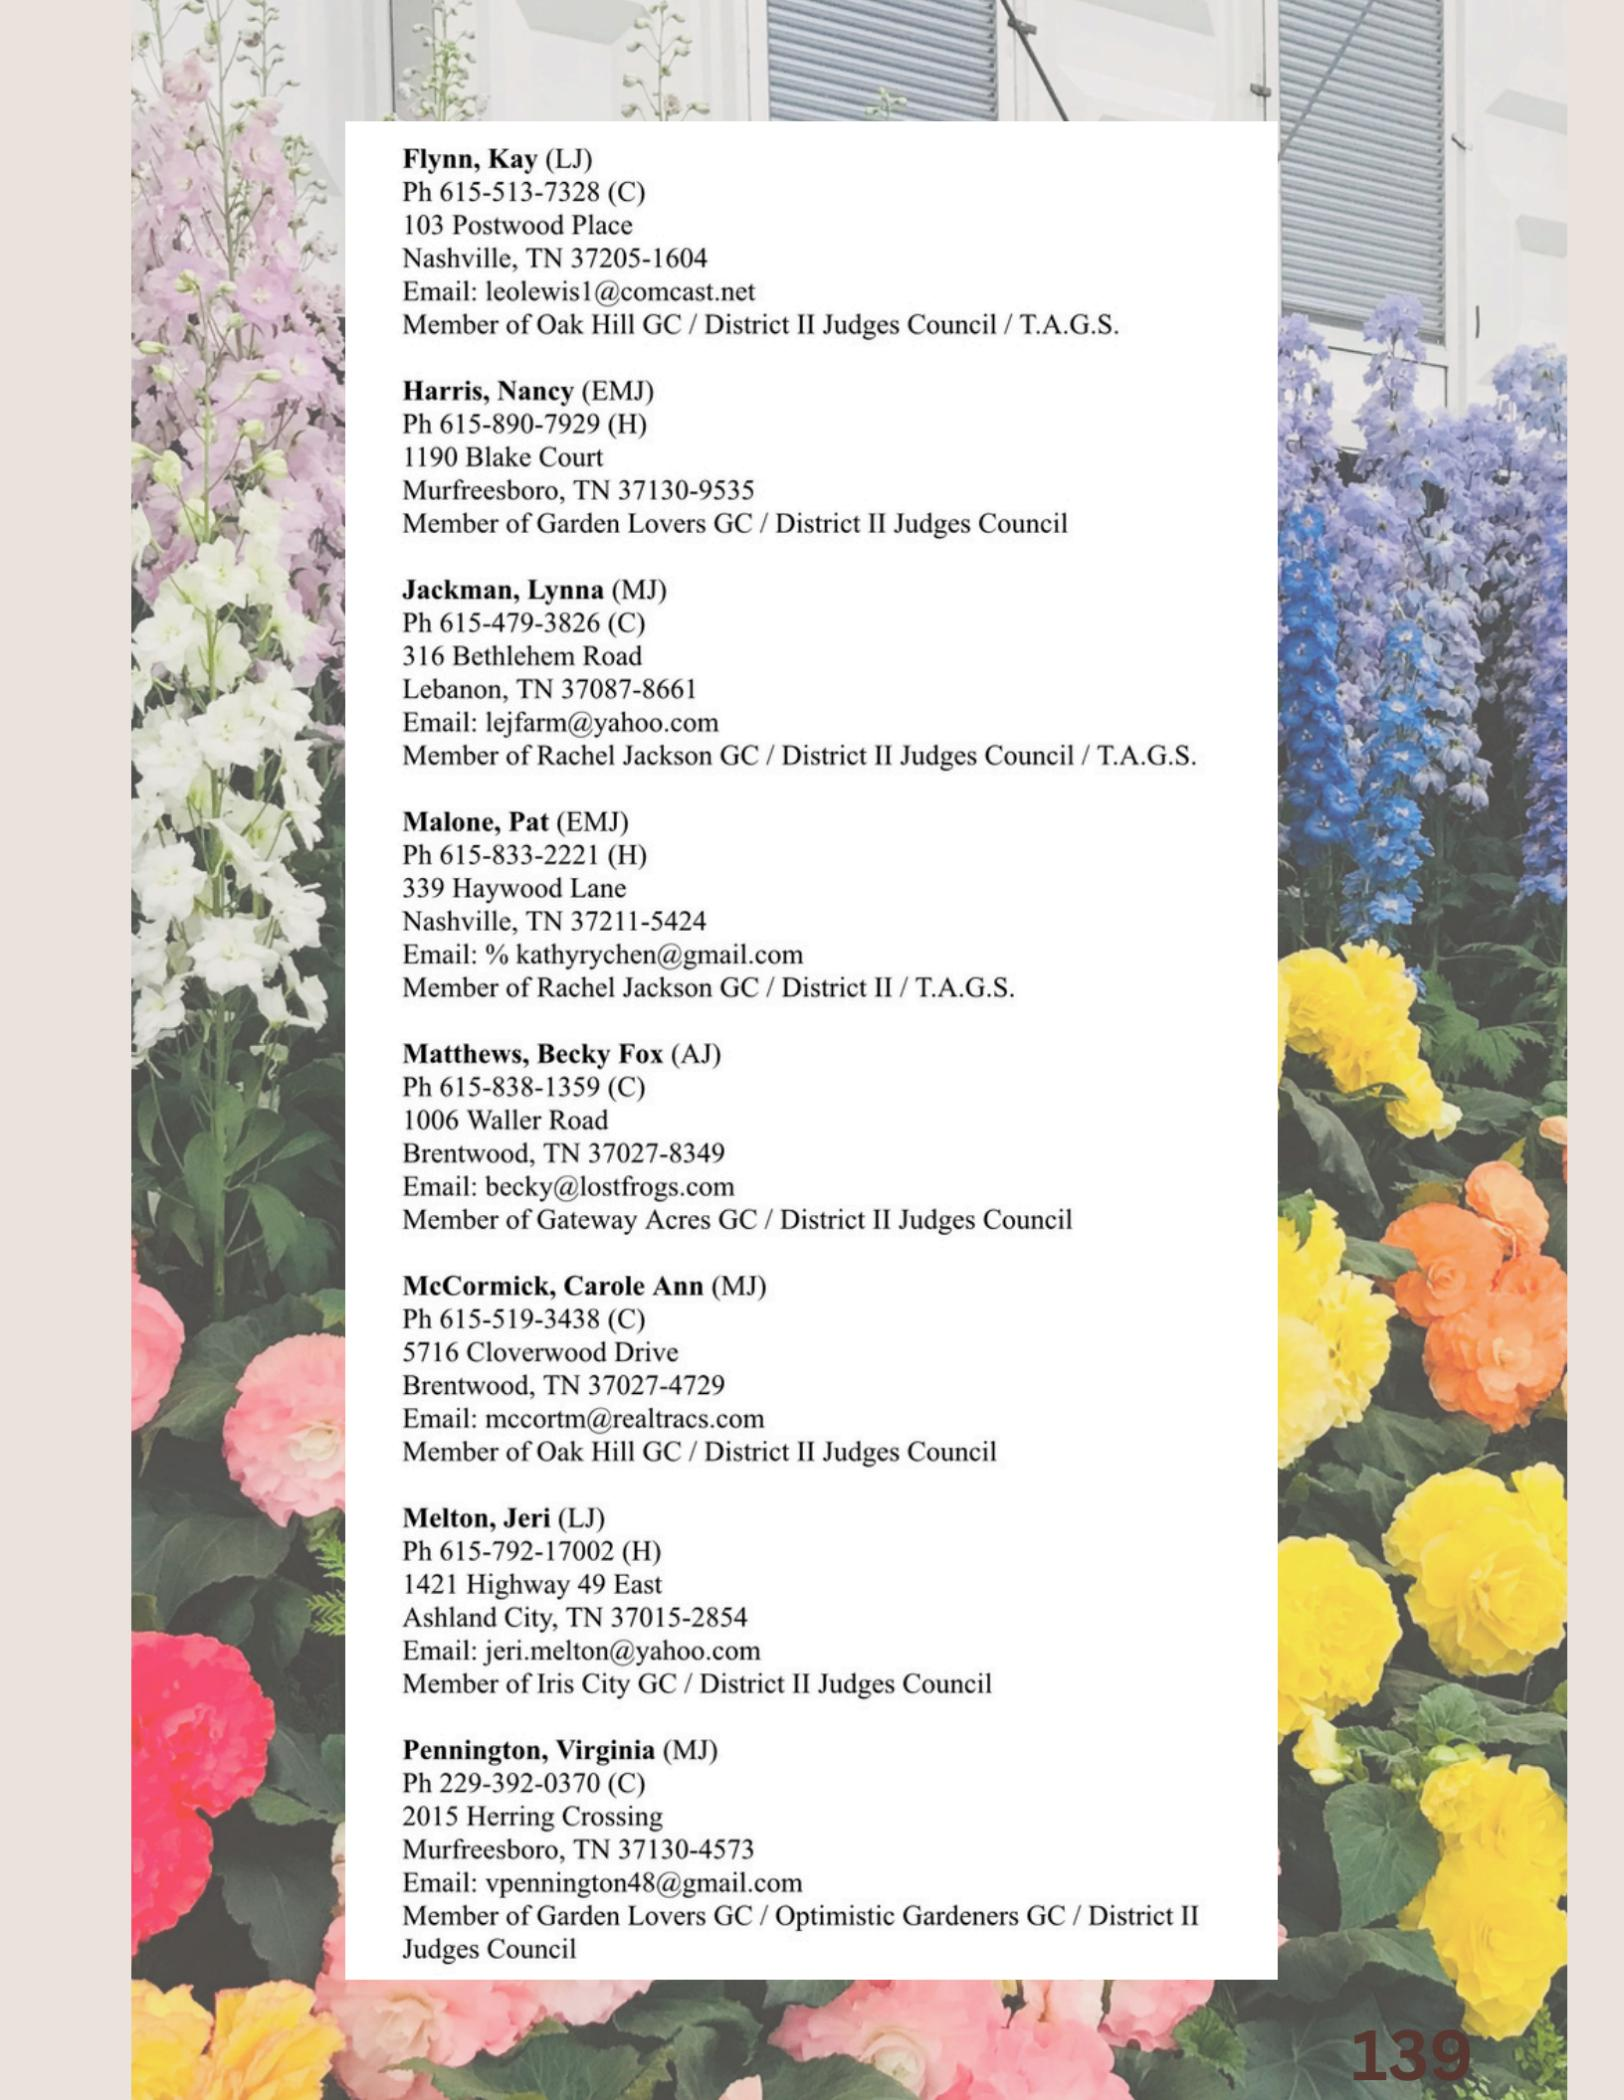 Flynn, Kay (LJ)
Ph 615-513-7328 (C)
103 Postwood Place
Nashville, TN 37205-1604
Email: leolewis1@comcast.net
Member of Oak Hill GC / District II Judges Council / T.A.G.S.
Harris, Nancy (EMJ)
Ph 615-890-7929 (H)
1190 Blake Court
Murfreesboro, TN 37130-9535
Member of Garden Lovers GC / District II Judges Council
Jackman, Lynna (MJ)
Ph 615-479-3826 (C)
316 Bethlehem Road
Lebanon, TN 37087-8661
Email: lejfarm@yahoo.com
Member of Rachel Jackson GC / District II Judges Council / T.A.G.S.
Malone, Pat (EMJ)
Ph 615-833-2221 (H)
339 Haywood Lane
Nashville, TN 37211-5424
Email: % kathyrychen@gmail.com
Member of Rachel Jackson GC / District II / T.A.G.S.
Matthews, Becky Fox (AJ)
Ph 615-838-1359 (C)
1006 Waller Road
Brentwood, TN 37027-8349
Email: becky@lostfrogs.com
Member of Gateway Acres GC / District II Judges Council
McCormick, Carole Ann (MJ)
Ph 615-519-3438 (C)
5716 Cloverwood Drive
Brentwood, TN 37027-4729
Email: mccortm@realtracs.com
Member of Oak Hill GC / District II Judges Council
Melton, Jeri (LJ)
Ph 615-792-17002 (H)
1421 Highway 49 East
Ashland City, TN 37015-2854
Email: jeri.melton@yahoo.com
Member of Iris City GC / District II Judges Council
Pennington, Virginia (MJ)
Ph 229-392-0370 (C)
2015 Herring Crossing
Murfreesboro, TN 37130-4573
Email: vpennington48@gmail.com
Member of Garden Lovers GC / Optimistic Gardeners GC / District II
Judges Council
139